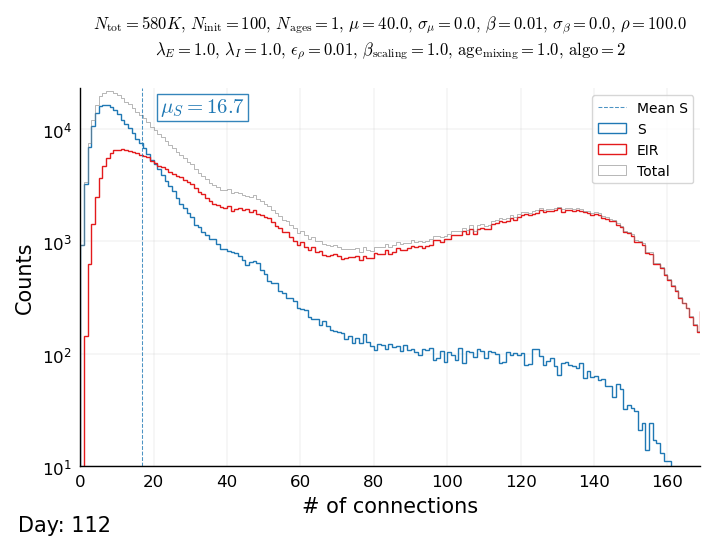 N_tot = 580K, N_init = 100, N_ages = 1, μ = 40.0, σ_μ = 0.0, β = 0.01, σ_β = 0.0, ρ = 100.0
λ_E = 1.0, λ_I = 1.0, ϵ_ρ = 0.01, β_scaling = 1.0, age_mixing = 1.0, algo = 2
μ_S = 16.7
Mean S
S
EIR
Total
Counts
10^4
10^3
10^2
10^1
0 20 40 60 80 100 120 140 160
# of connections
Day: 112